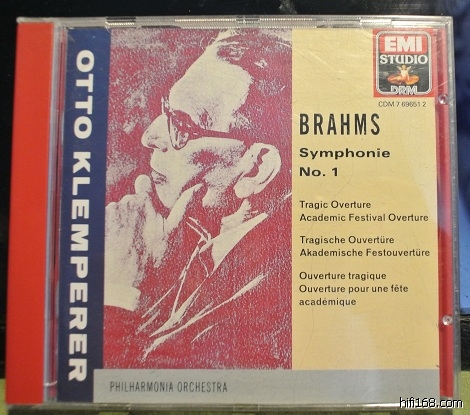 OTTO KLEMPERER
EMI
STUDIO
DRM
CDM 7 69651 2
BRAHMS
Symphonie
No. 1
Tragic Overture
Academic Festival Overture
Tragische Ouvertüre
Akademische Festouvertüre
Ouverture tragique
Ouverture pour une fête
académique
PHILHARMONIA ORCHESTRA
hifi168.com